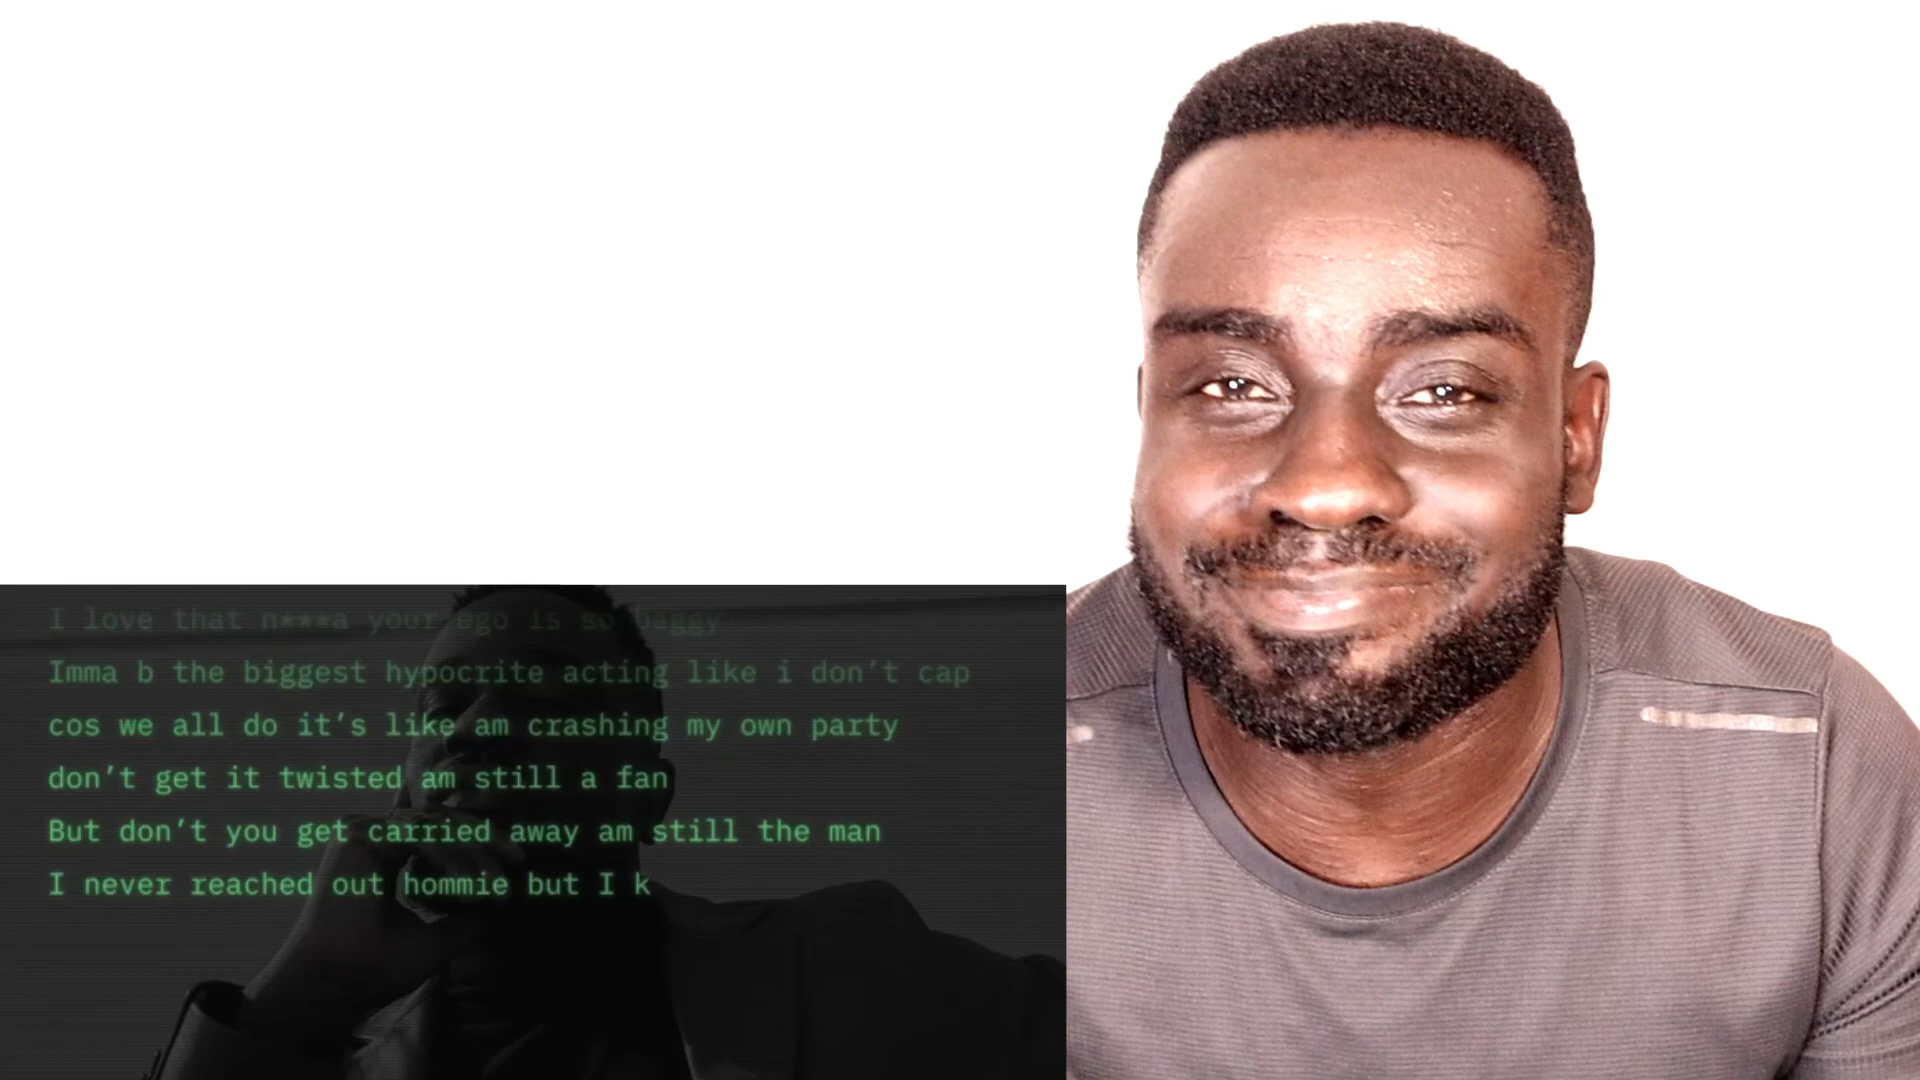 I love that n***a your ego is so baggy
Imma b the biggest hypocrite acting like i don’t cap
cos we all do it’s like am crashing my own party
don’t get it twisted am still a fan
But don’t you get carried away am still the man
I never reached out hommie but I k